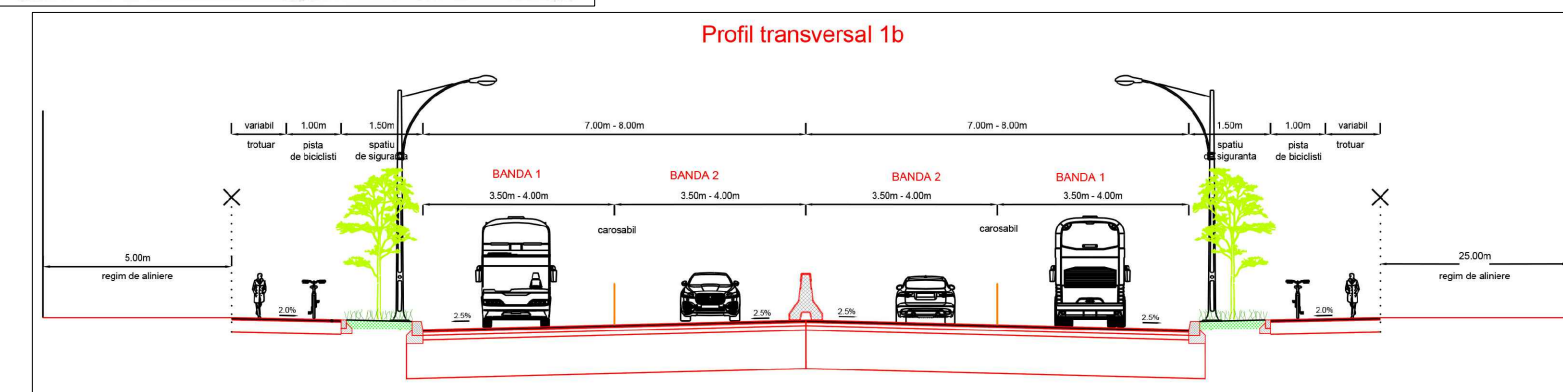 Profil transversal 1b
variabil 1.00m 1.50m 7.00m - 8.00m 7.00m - 8.00m 1.50m 1.00m variabil
trotuar pista de biciclisti spatiu de siguranta spatiu de siguranta pista de biciclisti trotuar
BANDA 1 BANDA 2 BANDA 2 BANDA 1
3.50m - 4.00m 3.50m - 4.00m 3.50m - 4.00m 3.50m - 4.00m
carosabil carosabil
5.00m 25.00m
regim de aliniere regim de aliniere
2.0% 2.5% 2.5% 2.5% 2.5% 2.0%